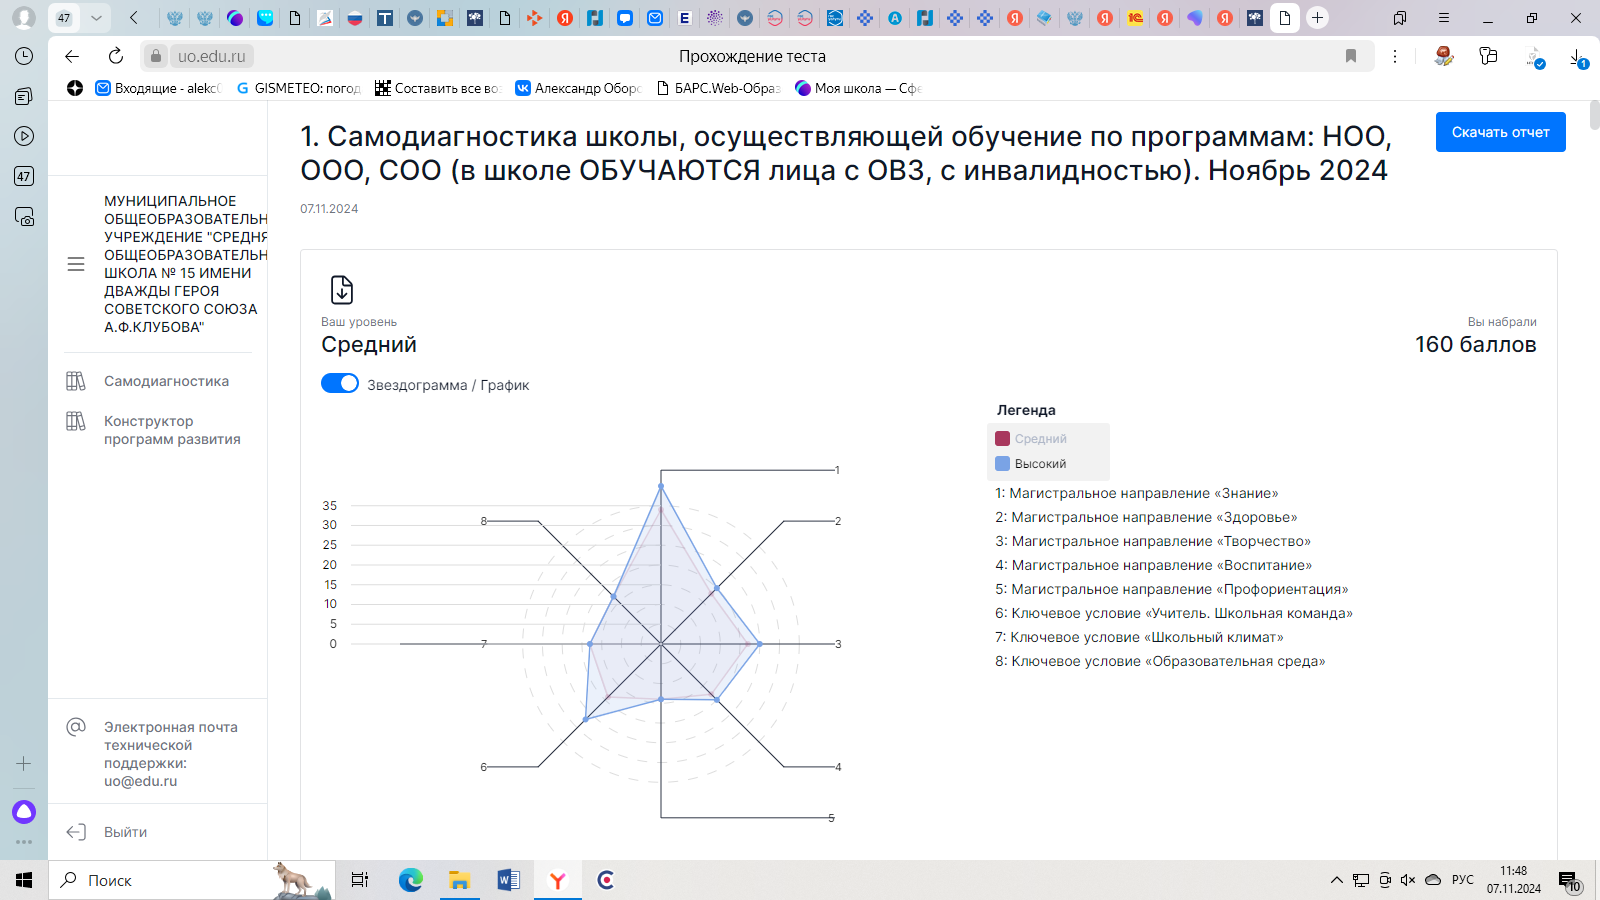 47
uo.edu.ru
Прохождение теста
1
Входящие - alekс
GISMETEO: погод
Составить все во
Александр Оборо
БАРС.Web-Образ
Моя школа — Сфе
47
МУНИЦИПАЛЬНОЕ
ОБЩЕОБРАЗОВАТЕЛЬН
УЧРЕЖДЕНИЕ "СРЕДНЯ
ОБЩЕОБРАЗОВАТЕЛЬН
ШКОЛА № 15 ИМЕНИ
ДВАЖДЫ ГЕРОЯ
СОВЕТСКОГО СОЮЗА
А.Ф.КЛУБОВА"
Самодиагностика
Конструктор
программ развития
Электронная почта
технической
поддержки:
uo@edu.ru
Выйти
1. Самодиагностика школы, осуществляющей обучение по программам: НОО,
ООО, СОО (в школе ОБУЧАЮТСЯ лица с ОВЗ, с инвалидностью). Ноябрь 2024
07.11.2024
Скачать отчет
Ваш уровень
Средний
Вы набрали
160 баллов
Звездограмма / График
35
30
25
20
15
10
5
0
1
2
3
4
5
6
7
8
Легенда
Средний
Высокий
1: Магистральное направление «Знание»
2: Магистральное направление «Здоровье»
3: Магистральное направление «Творчество»
4: Магистральное направление «Воспитание»
5: Магистральное направление «Профориентация»
6: Ключевое условие «Учитель. Школьная команда»
7: Ключевое условие «Школьный климат»
8: Ключевое условие «Образовательная среда»
Поиск
РУС
11:48
07.11.2024
10